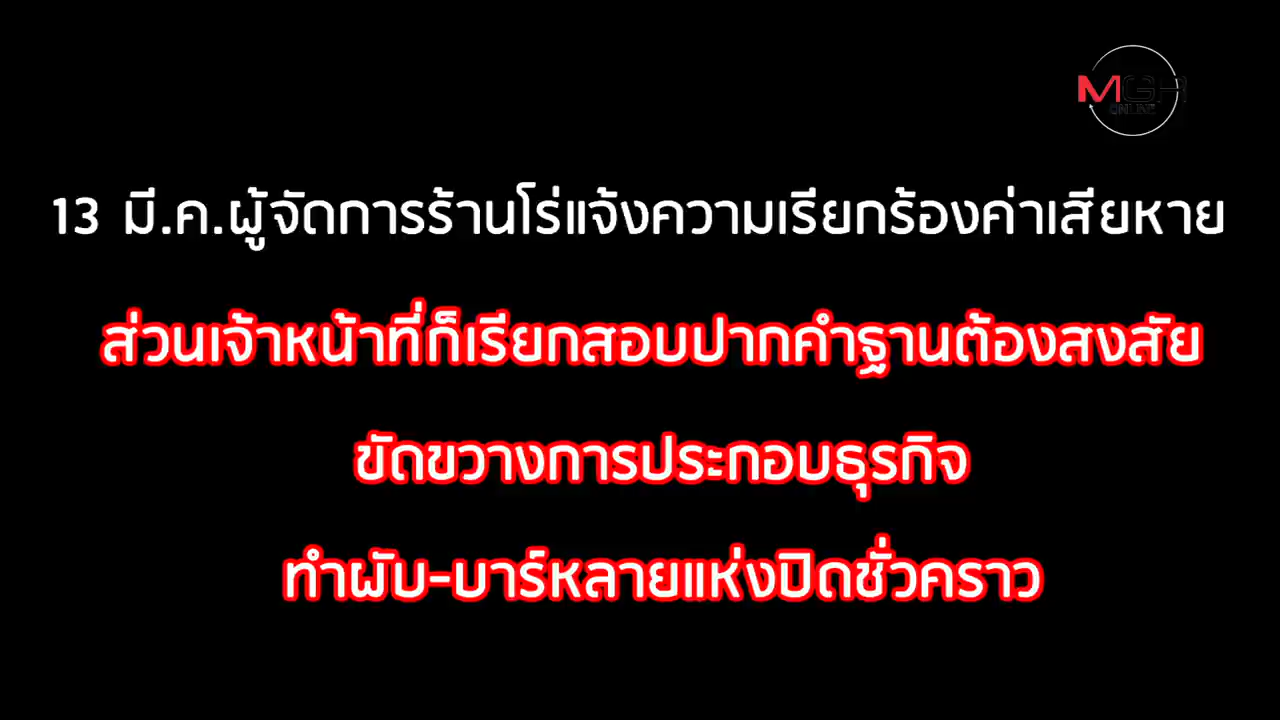 MGR
ONLINE
13 มี.ค.ผู้จัดการร้านโร่แจ้งความเรียกร้องค่าเสียหาย
ส่วนเจ้าหน้าที่ก็เรียกสอบปากคำฐานต้องสงสัย
ขัดขวางการประกอบธุรกิจ
ทำผับ-บาร์หลายแห่งปิดชั่วคราว